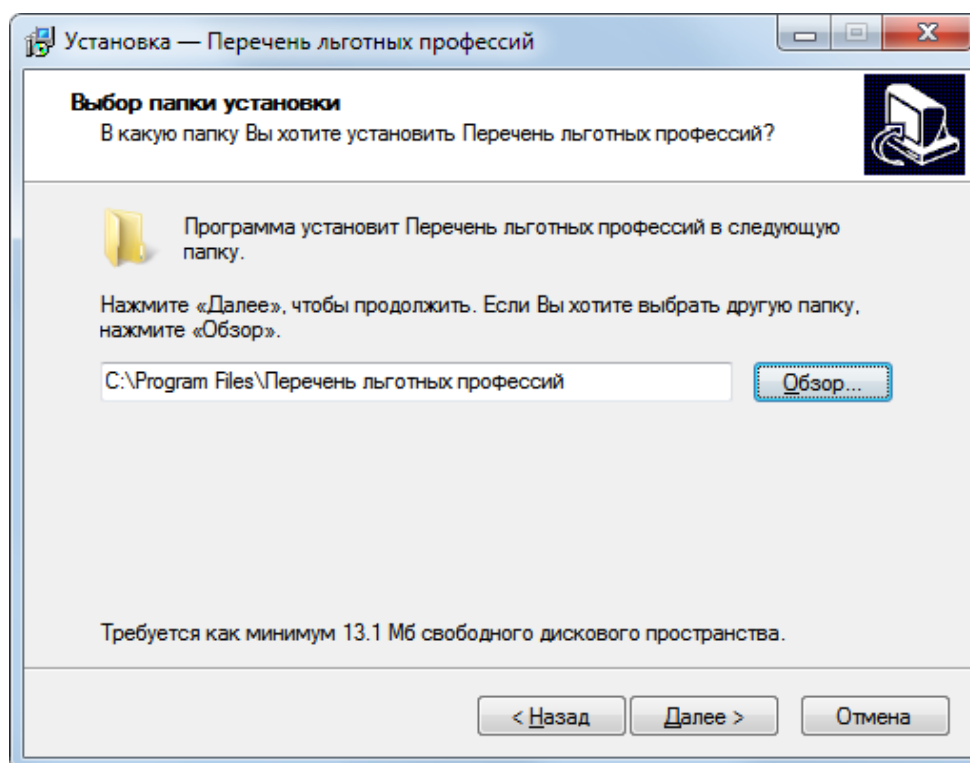 Установка — Перечень льготных профессий
Выбор папки установки
В какую папку Вы хотите установить Перечень льготных профессий?
Программа установит Перечень льготных профессий в следующую
папку.
Нажмите «Далее», чтобы продолжить. Если Вы хотите выбрать другую папку,
нажмите «Обзор».
C:\Program Files\Перечень льготных профессий
Обзор...
Требуется как минимум 13.1 Мб свободного дискового пространства.
< Назад
Далее >
Отмена